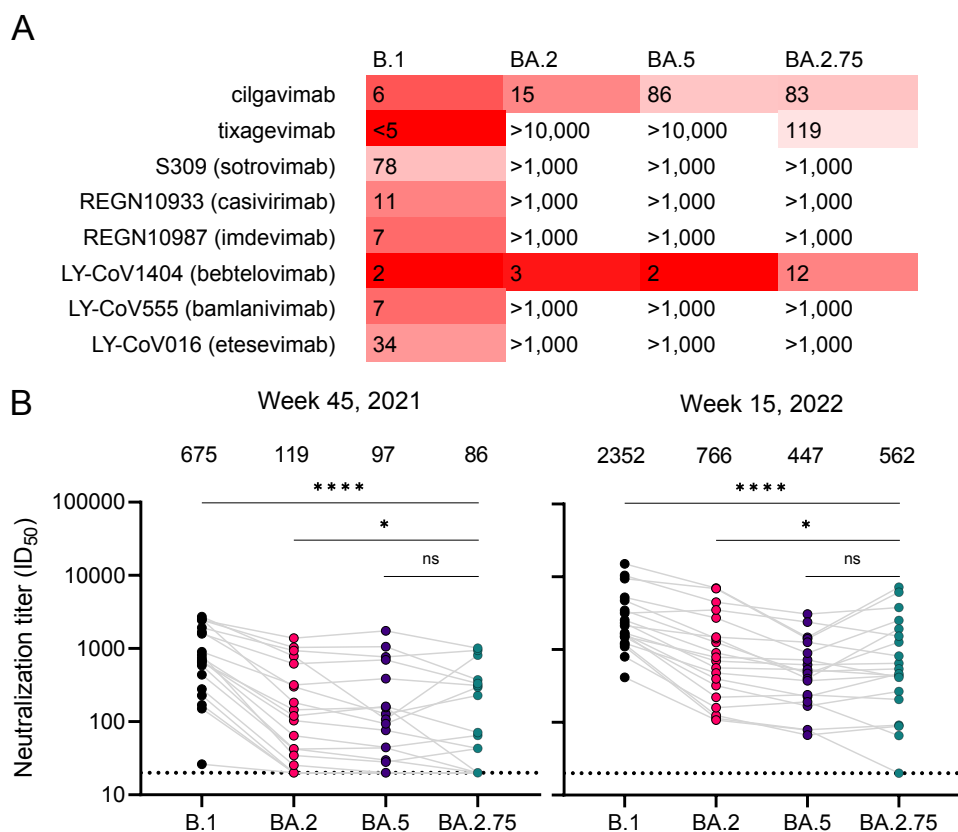 A
B.1 BA.2 BA.5 BA.2.75
cilgavimab 6 15 86 83
tixagevimab <5 >10,000 >10,000 119
S309 (sotrovimab) 78 >1,000 >1,000 >1,000
REGN10933 (casivirimab) 11 >1,000 >1,000 >1,000
REGN10987 (imdevimab) 7 >1,000 >1,000 >1,000
LY-CoV1404 (bebtelovimab) 2 3 2 12
LY-CoV555 (bamlanivimab) 7 >1,000 >1,000 >1,000
LY-CoV016 (etesevimab) 34 >1,000 >1,000 >1,000
B
Week 45, 2021 Week 15, 2022
675 119 97 86 2352 766 447 562
**** ****
* *
ns ns
Neutralization titer (ID50)
100000
10000
1000
100
10
B.1 BA.2 BA.5 BA.2.75 B.1 BA.2 BA.5 BA.2.75